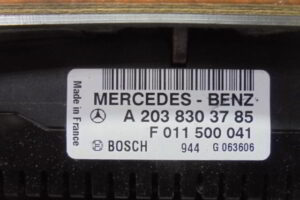 Made in France
MERCEDES - BENZ
A 203 830 37 85
F 011 500 041
BOSCH 944 G 063606